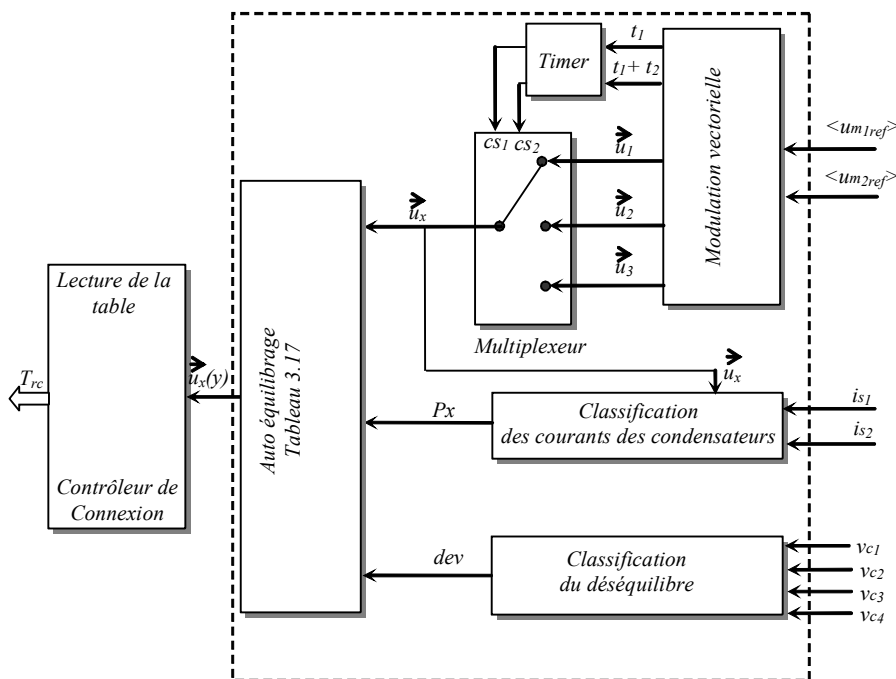 t1
Timer
t1+ t2
cs1 cs2
u1
u2
u3
ux
Modulation vectorielle
<um1ref>
<um2ref>
Multiplexeur
Lecture de la
table
Trc
ux(y)
Contrôleur de
Connexion
Auto équilibrage
Tableau 3.17
ux
Px
Classification
des courants des condensateurs
is1
is2
dev
Classification
du déséquilibre
vc1
vc2
vc3
vc4